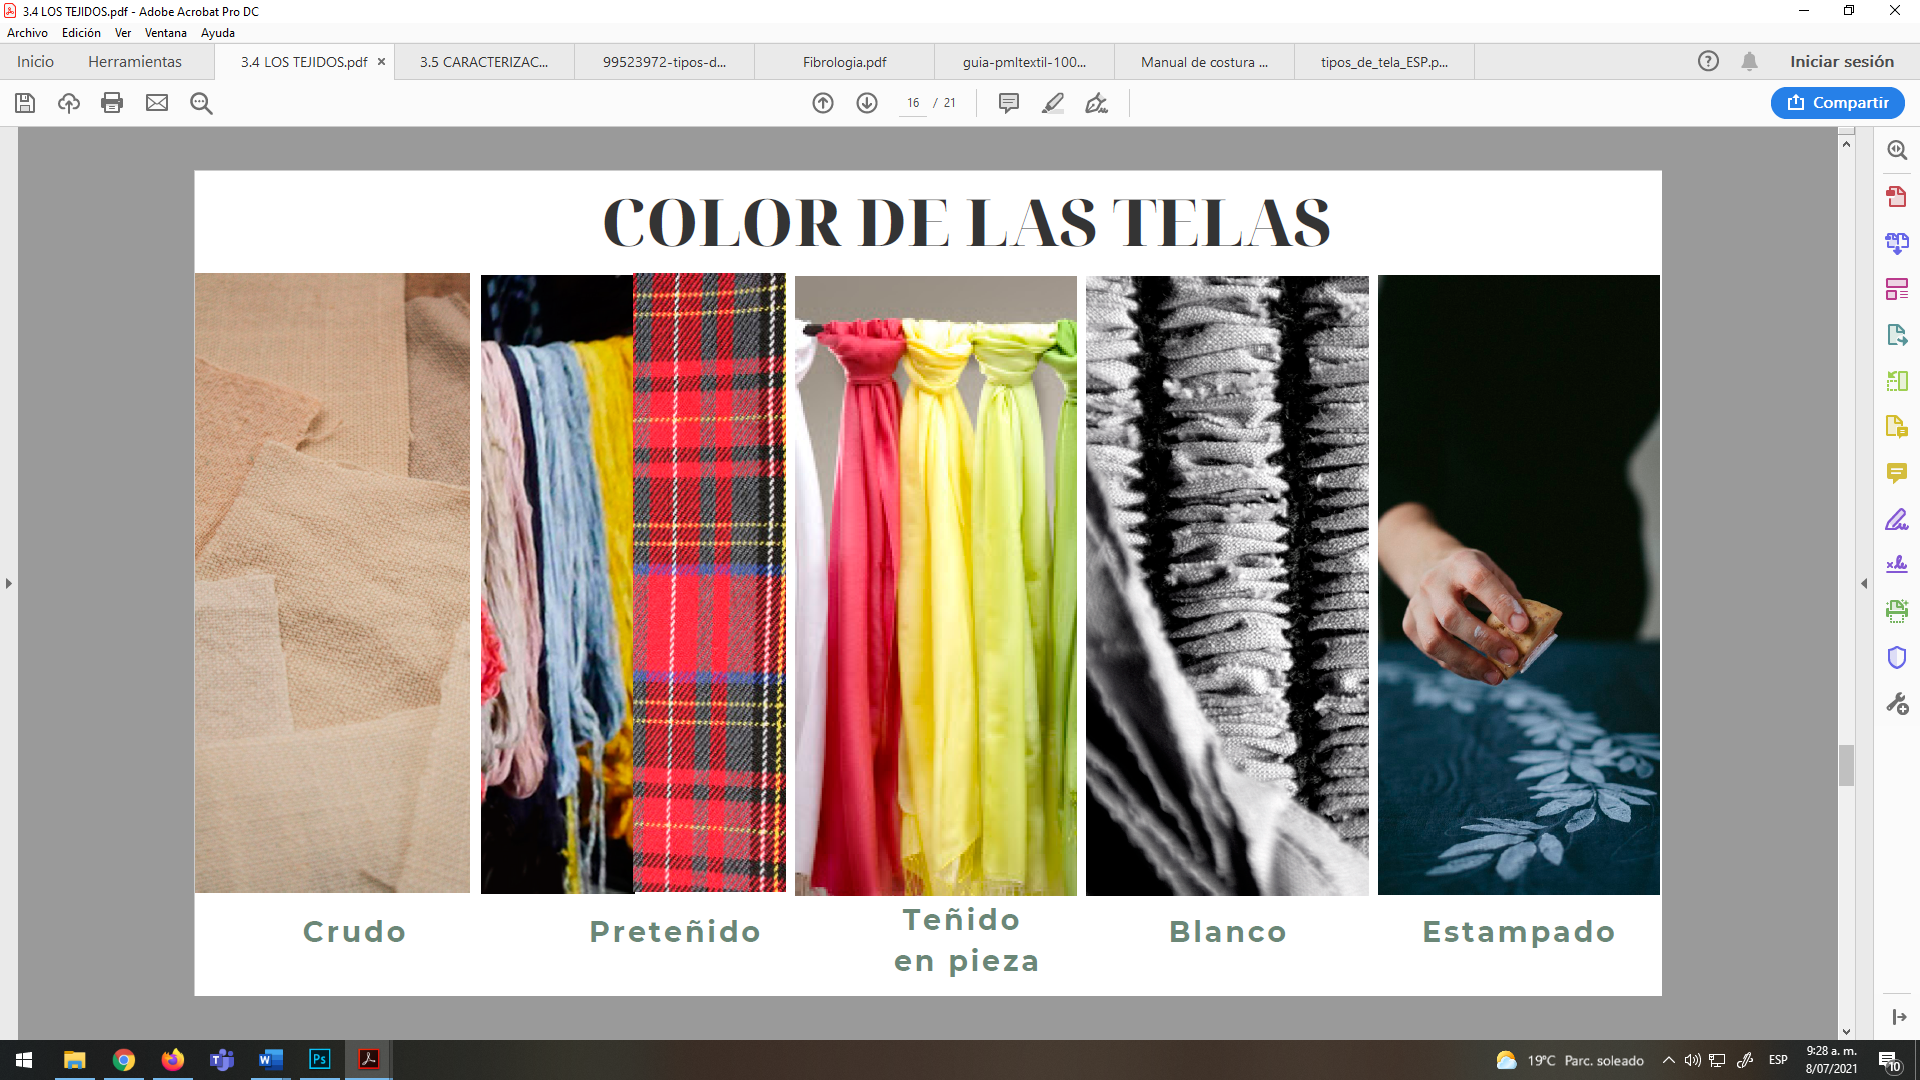 3.4 LOS TEJIDOS.pdf - Adobe Acrobat Pro DC
Archivo Edición Ver Ventana Ayuda
Inicio Herramientas 3.4 LOS TEJIDOS.pdf × 3.5 CARACTERIZAC... 99523972-tipos-d... Fibrologia.pdf guia-pmltextil-100... Manual de costura ... tipos_de_tela_ESP.p... Iniciar sesión
16 / 21 Compartir
COLOR DE LAS TELAS
Crudo
Preteñido
Teñido
en pieza
Blanco
Estampado
19°C Parc. soleado ESP 9:28 a. m.
8/07/2021
10